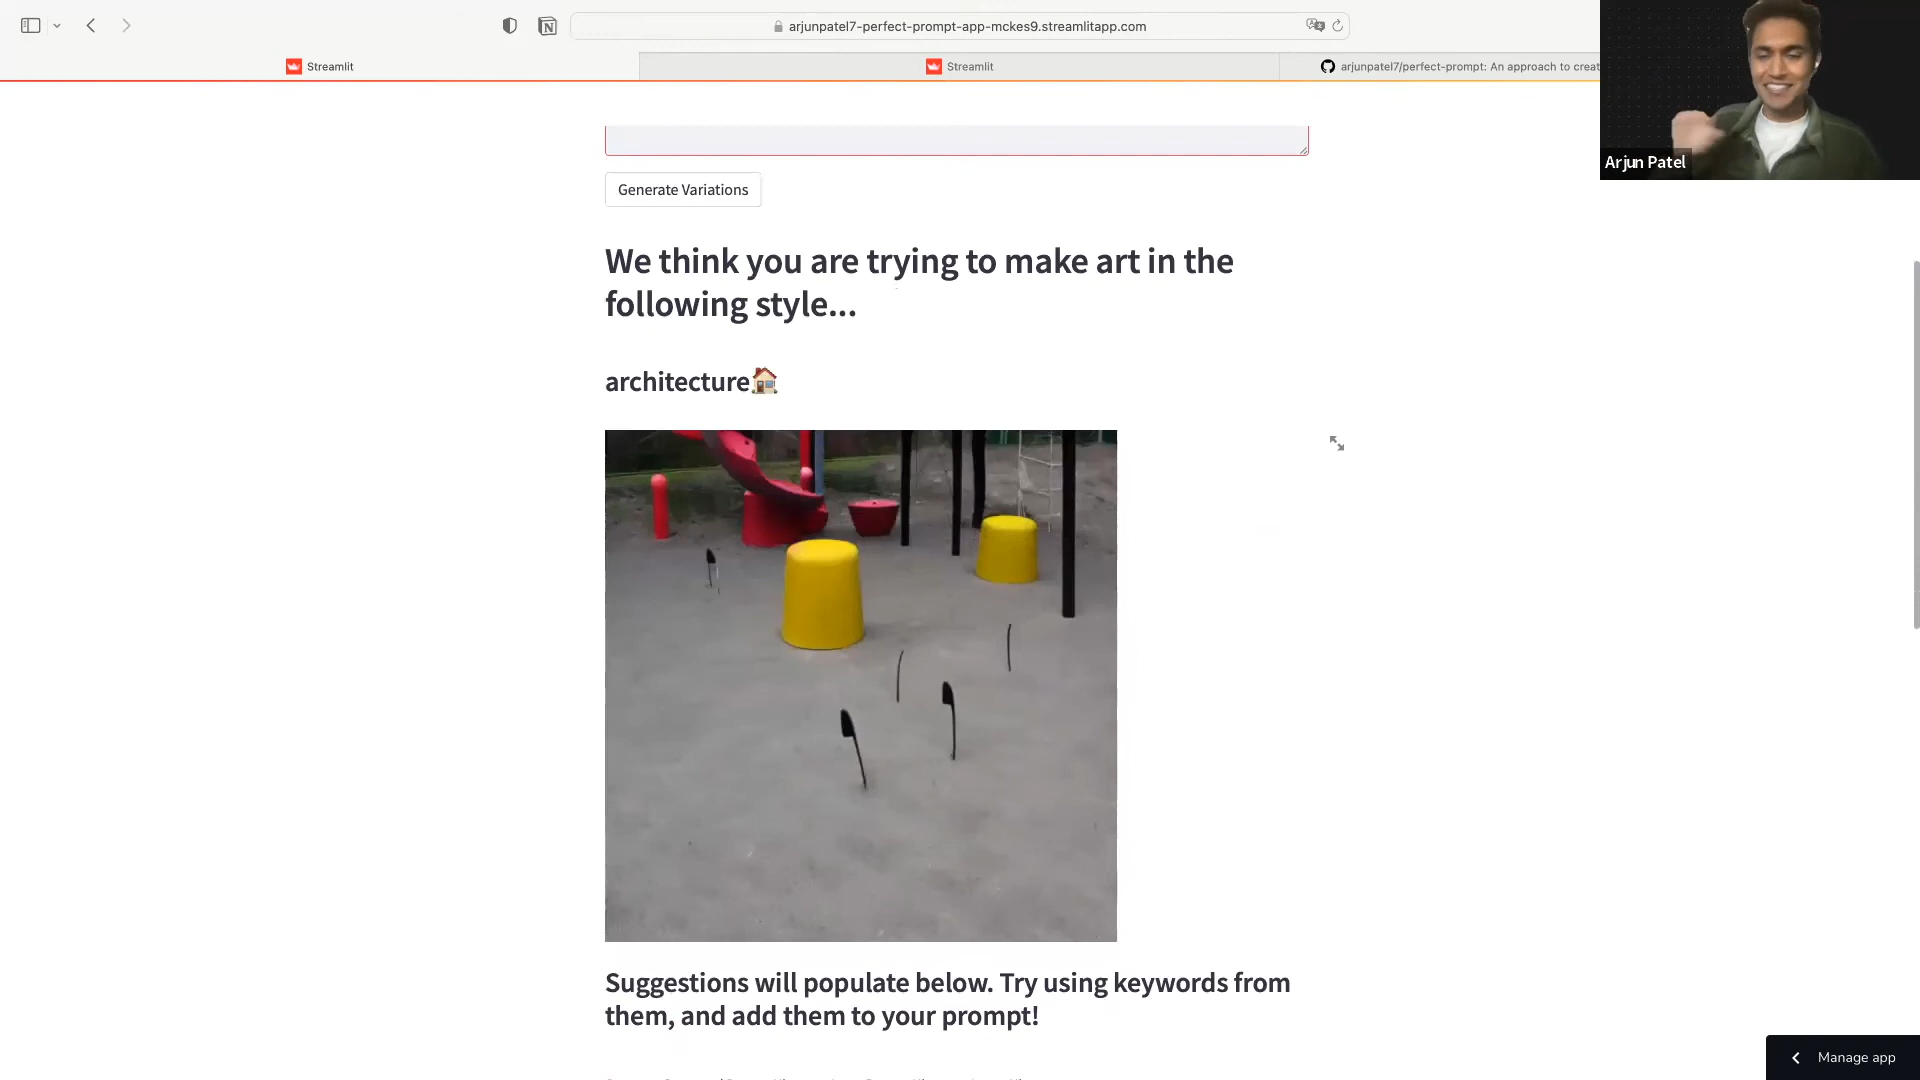 arjunpatel7-perfect-prompt-app-mckes9.streamlitapp.com
Streamlit
Streamlit
arjunpatel7/perfect-prompt: An approach to creat
Arjun Patel
Generate Variations
We think you are trying to make art in the
following style...
architecture🏠
Suggestions will populate below. Try using keywords from
them, and add them to your prompt!
Manage app